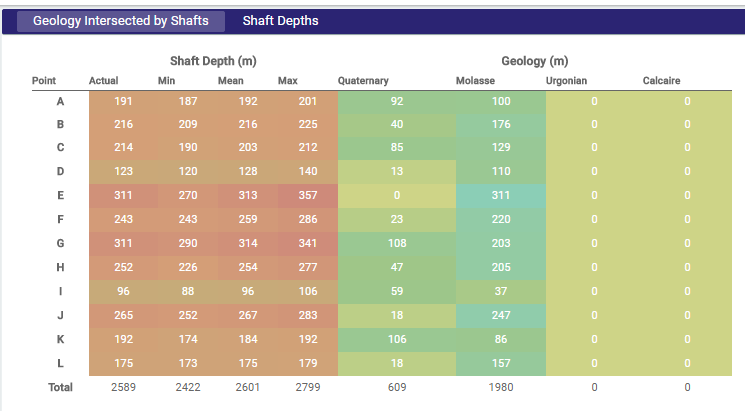 Geology Intersected by Shafts Shaft Depths
Shaft Depth (m) Geology (m)
Point Actual Min Mean Max Quaternary Molasse Urgonian Calcaire
A 191 187 192 201 92 100 0 0
B 216 209 216 225 40 176 0 0
C 214 190 203 212 85 129 0 0
D 123 120 128 140 13 110 0 0
E 311 270 313 357 0 311 0 0
F 243 243 259 286 23 220 0 0
G 311 290 314 341 108 203 0 0
H 252 226 254 277 47 205 0 0
I 96 88 96 106 59 37 0 0
J 265 252 267 283 18 247 0 0
K 192 174 184 192 106 86 0 0
L 175 173 175 179 18 157 0 0
Total 2589 2422 2601 2799 609 1980 0 0